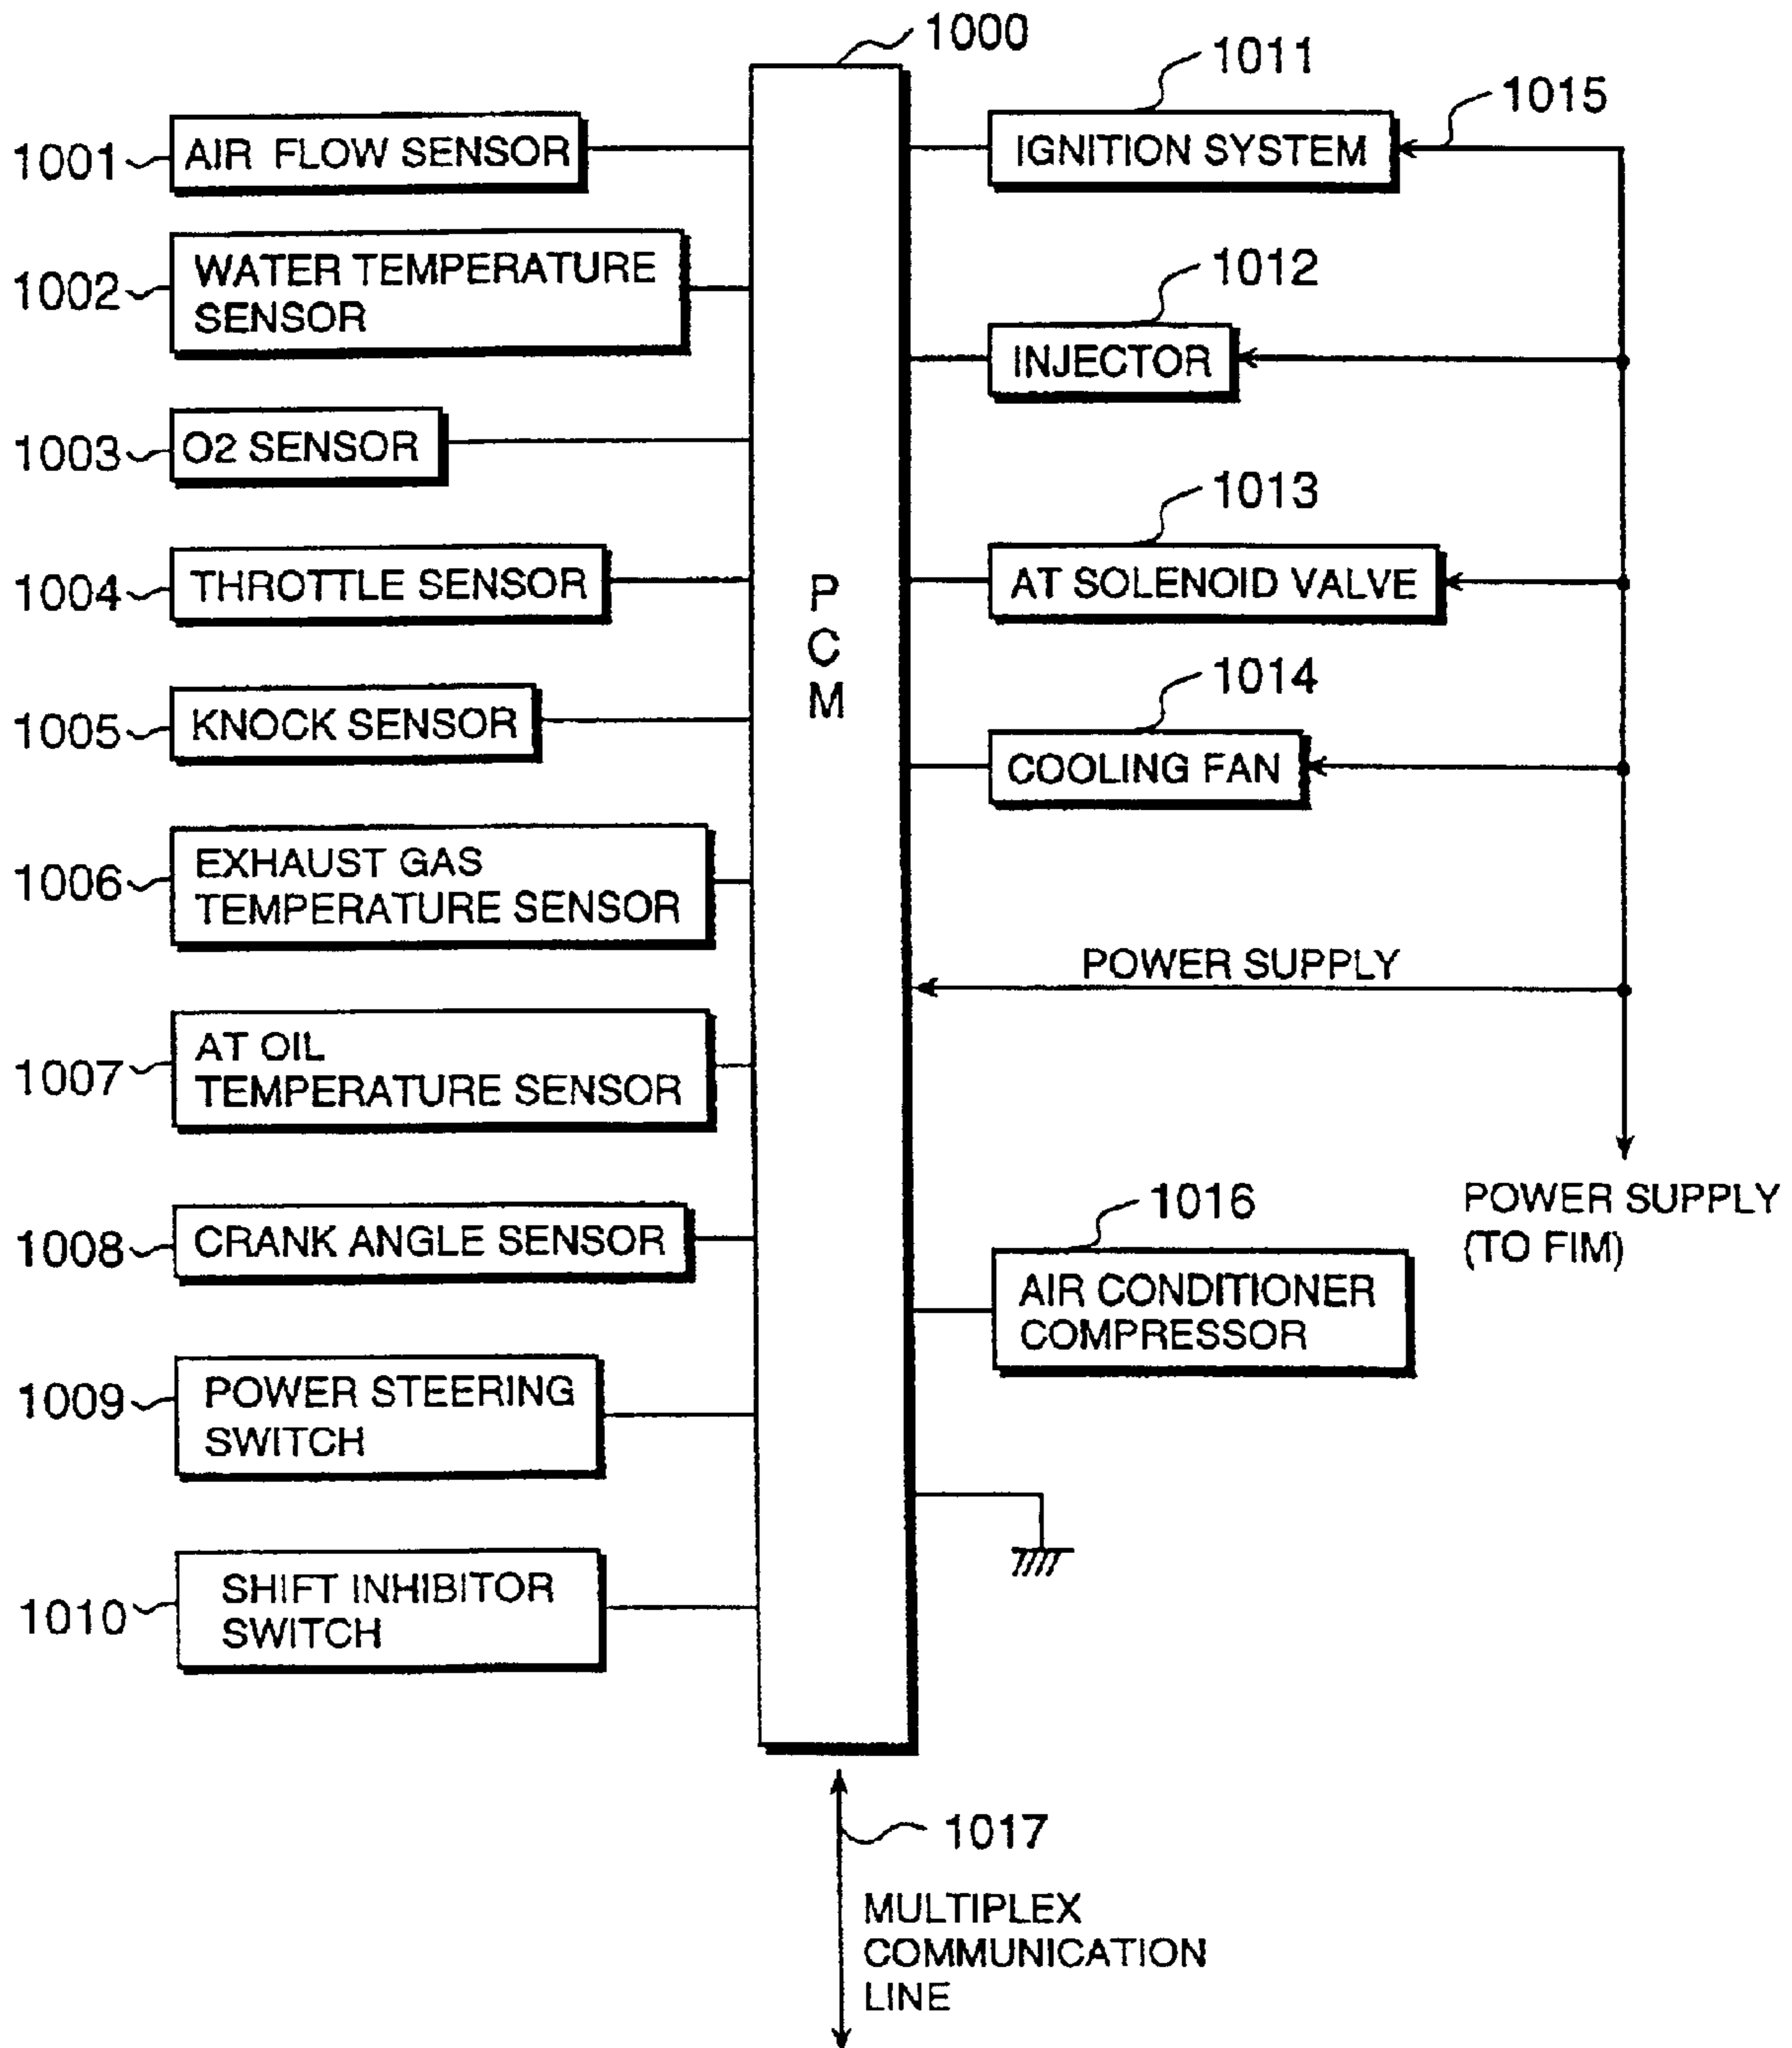 1000
1011
1015
1001
AIR FLOW SENSOR
IGNITION SYSTEM
1002
WATER TEMPERATURE
SENSOR
1012
INJECTOR
1003
O2 SENSOR
1013
AT SOLENOID VALVE
1004
THROTTLE SENSOR
P
C
M
1005
KNOCK SENSOR
1014
COOLING FAN
1006
EXHAUST GAS
TEMPERATURE SENSOR
POWER SUPPLY
1007
AT OIL
TEMPERATURE SENSOR
POWER SUPPLY
(TO FIM)
1008
CRANK ANGLE SENSOR
1016
AIR CONDITIONER
COMPRESSOR
1009
POWER STEERING
SWITCH
1010
SHIFT INHIBITOR
SWITCH
1017
MULTIPLEX
COMMUNICATION
LINE